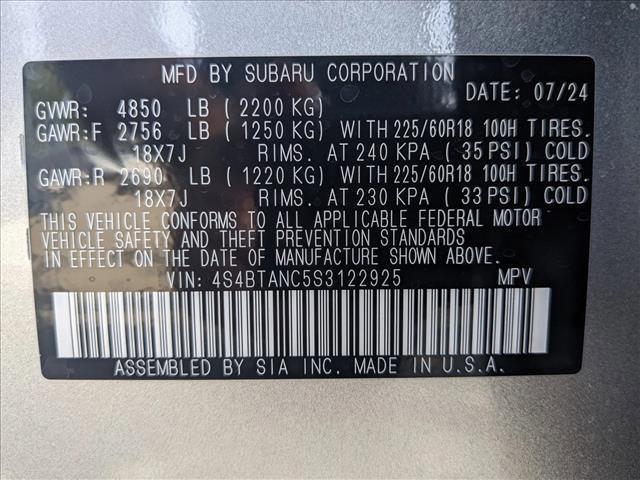 MFD BY SUBARU CORPORATION
DATE: 07/24
GVWR: 4850 LB ( 2200 KG)
GAWR:F 2756 LB ( 1250 KG) WITH 225/60R18 100H TIRES.
18X7J RIMS. AT 240 KPA ( 35 PSI) COLD
GAWR:R 2690 LB ( 1220 KG) WITH 225/60R18 100H TIRES.
18X7J RIMS. AT 230 KPA ( 33 PSI) COLD
THIS VEHICLE CONFORMS TO ALL APPLICABLE FEDERAL MOTOR
VEHICLE SAFETY AND THEFT PREVENTION STANDARDS
IN EFFECT ON THE DATE OF MANUFACTURE SHOWN ABOVE.
VIN: 4S4BTANC5S3122925 MPV
ASSEMBLED BY SIA INC. MADE IN U.S.A.